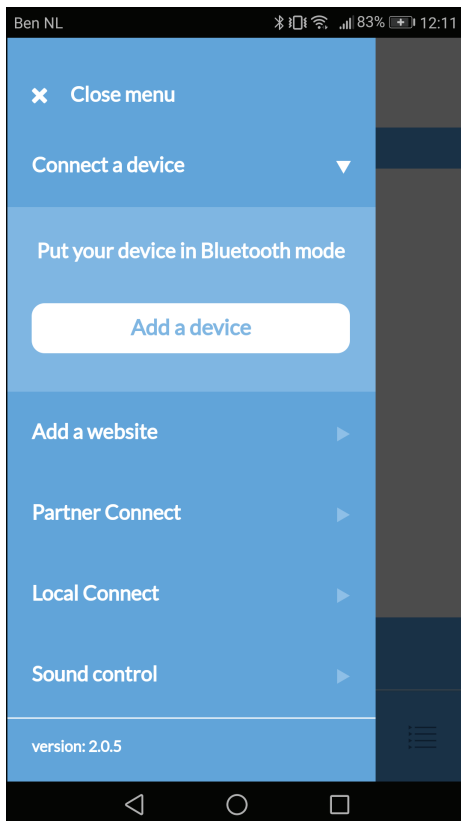 Ben NL 83% 12:11
Close menu
Connect a device
Put your device in Bluetooth mode
Add a device
Add a website
Partner Connect
Local Connect
Sound control
version: 2.0.5